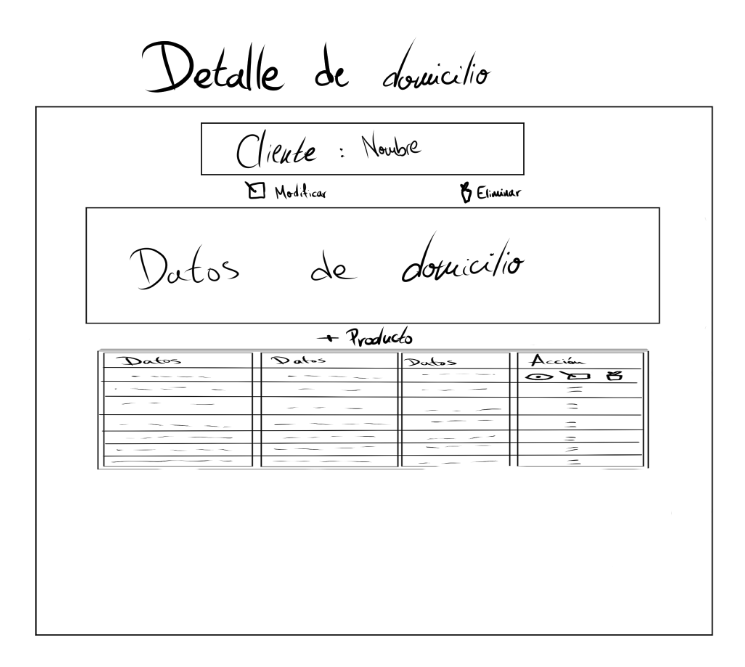 Detalle de domicilio
Cliente : Nombre
Modificar Eliminar
Datos de domicilio
+ Producto
Datos Datos Datos Acción